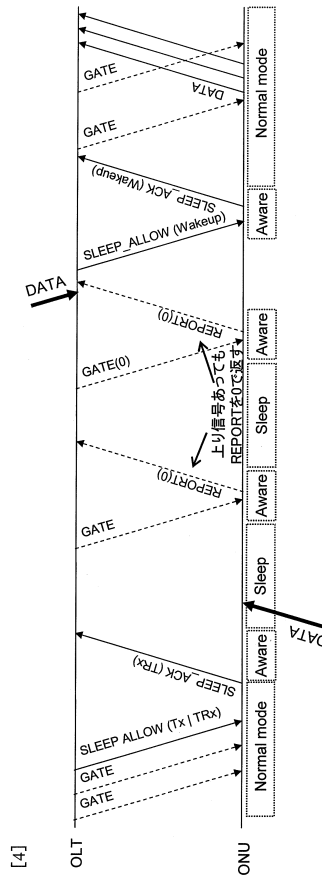 [4]
OLT
ONU
GATE
GATE
SLEEP ALLOW (Tx | TRx)
SLEEP_ACK (TRx)
DATA
GATE
REPORT(0)
上り信号あっても
REPORTを0で返す
GATE(0)
REPORT(0)
DATA
SLEEP_ALLOW (Wakeup)
SLEEP_ACK (Wakeup)
GATE
DATA
GATE
Normal mode
Aware
Sleep
Aware
Sleep
Aware
Aware
Normal mode